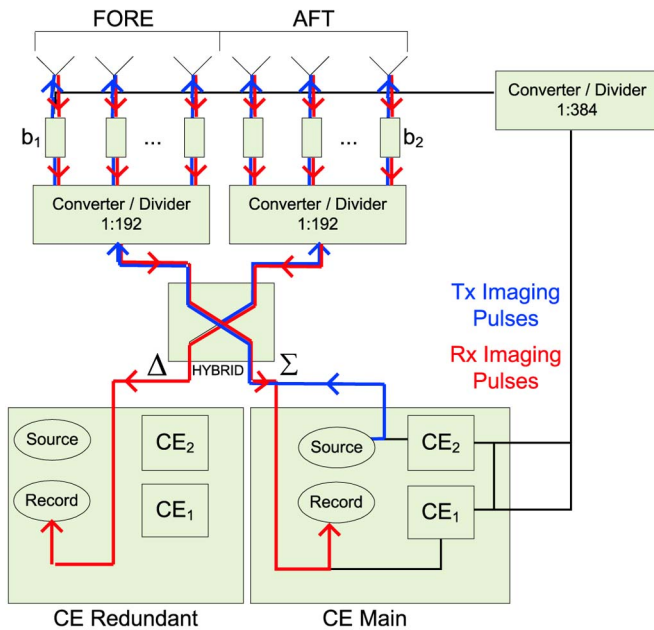 FORE
AFT
Converter / Divider
1:384
b1
...
...
b2
Converter / Divider
1:192
Converter / Divider
1:192
Tx Imaging
Pulses
Rx Imaging
Pulses
HYBRID
Δ
Σ
Source
CE2
Record
CE1
Source
CE2
Record
CE1
CE Redundant
CE Main